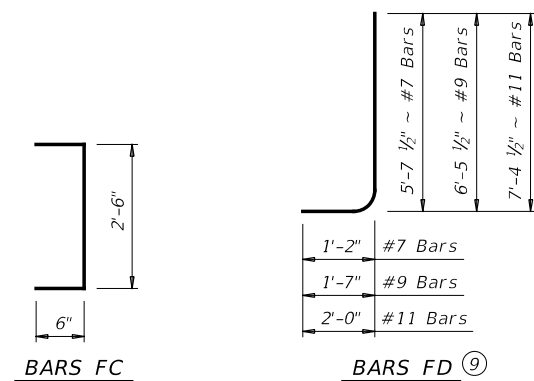 5'-7 ½" ~ #7 Bars
6'-5 ½" ~ #9 Bars
7'-4 ½" ~ #11 Bars
2'-6"
6"
1'-2" #7 Bars
1'-7" #9 Bars
2'-0" #11 Bars
BARS FC
BARS FD 9